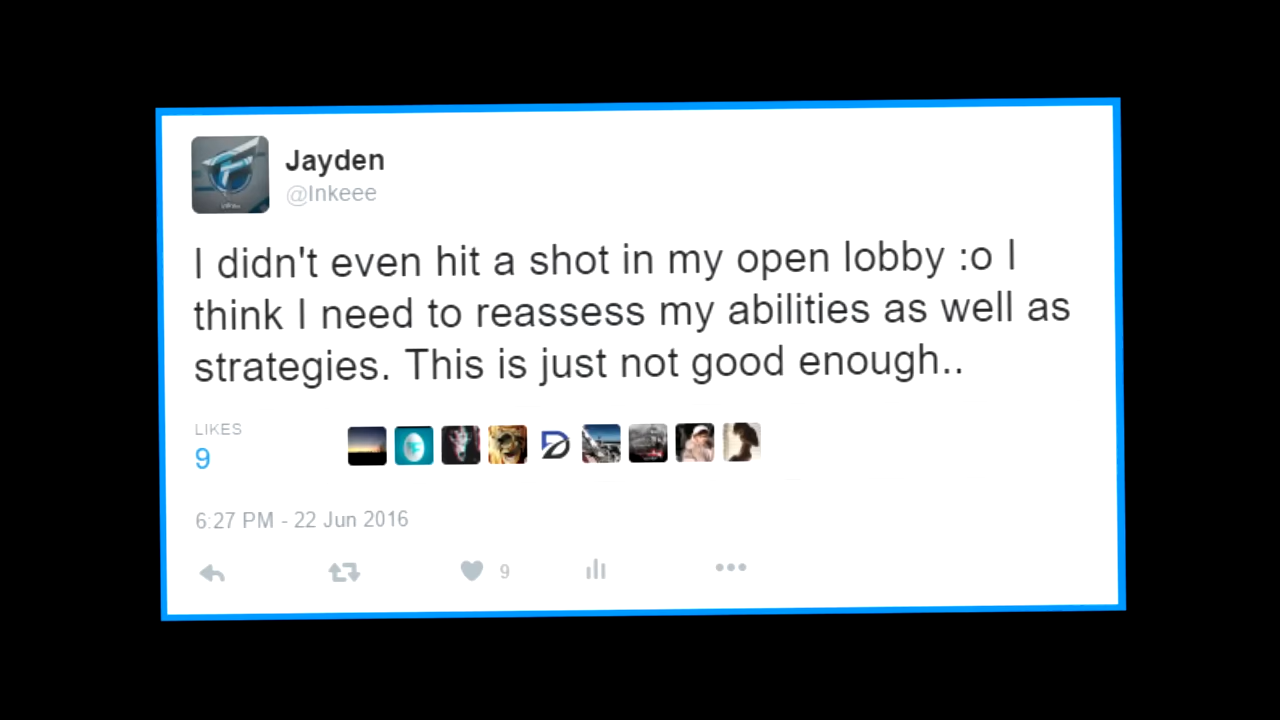 Jayden
@Inkeee
I didn't even hit a shot in my open lobby :o I
think I need to reassess my abilities as well as
strategies. This is just not good enough..
LIKES
9
6:27 PM - 22 Jun 2016
9